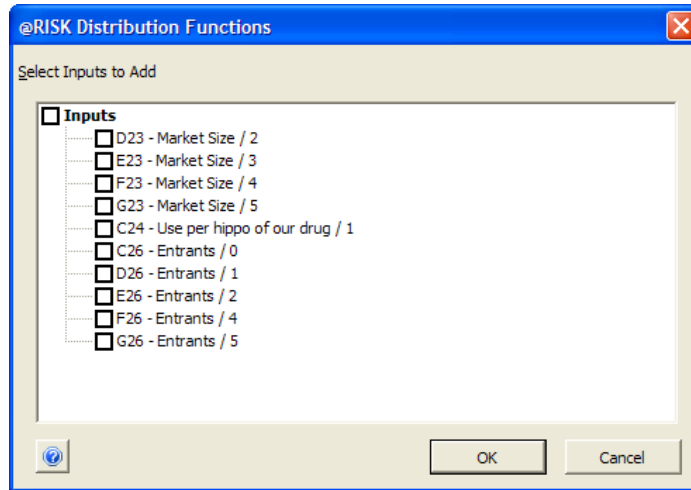 @RISK Distribution Functions
Select Inputs to Add
Inputs
D23 - Market Size / 2
E23 - Market Size / 3
F23 - Market Size / 4
G23 - Market Size / 5
C24 - Use per hippo of our drug / 1
C26 - Entrants / 0
D26 - Entrants / 1
E26 - Entrants / 2
F26 - Entrants / 4
G26 - Entrants / 5
OK Cancel